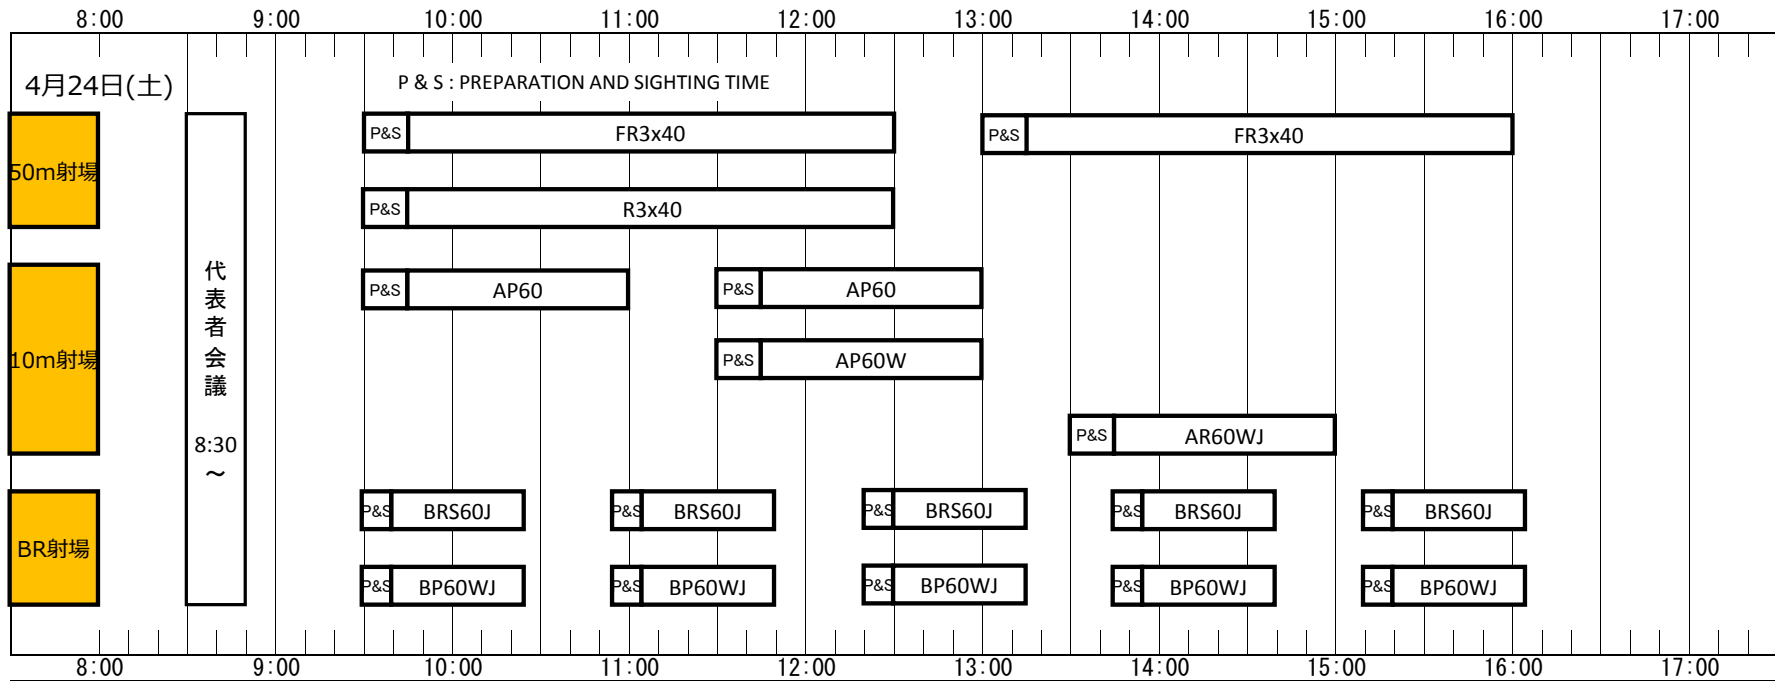 8:00 9:00 10:00 11:00 12:00 13:00 14:00 15:00 16:00 17:00
4月24日(土)
P & S : PREPARATION AND SIGHTING TIME
50m射場
P&S FR3x40 P&S FR3x40
P&S R3x40
10m射場
P&S AP60 P&S AP60
P&S AP60W
P&S AR60WJ
代表者会議 8:30 ～
BR射場
P&S BRS60J P&S BRS60J P&S BRS60J P&S BRS60J P&S BRS60J
P&S BP60WJ P&S BP60WJ P&S BP60WJ P&S BP60WJ P&S BP60WJ
8:00 9:00 10:00 11:00 12:00 13:00 14:00 15:00 16:00 17:00